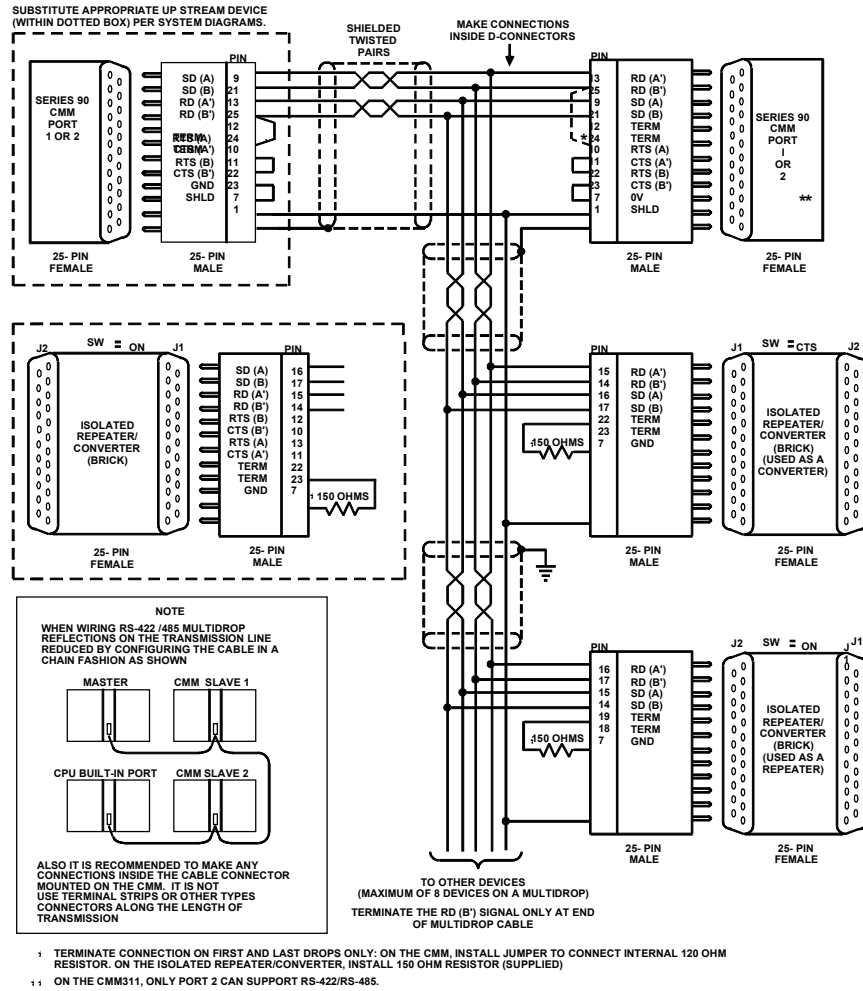 SUBSTITUTE APPROPRIATE UP STREAM DEVICE
(WITHIN DOTTED BOX) PER SYSTEM DIAGRAMS.
SHIELDED
TWISTED
PAIRS
MAKE CONNECTIONS
INSIDE D-CONNECTORS
SERIES 90
CMM
PORT
1 OR 2
25- PIN
FEMALE
PIN
SD (A) 9
SD (B) 21
RD (A') 13
RD (B') 25
12
TERM 24
RTS (A)
TERM
CTS (A') 10
RTS (B) 11
CTS (B') 22
GND 23
SHLD 7
1
25- PIN
MALE
PIN
13 RD (A')
25 RD (B')
9 SD (A)
21 SD (B)
12 TERM
*24 TERM
10 RTS (A)
11 CTS (A')
22 RTS (B)
23 CTS (B')
7 0V
1 SHLD
25- PIN
MALE
SERIES 90
CMM
PORT
I
OR
2
**
25- PIN
FEMALE
J2 SW ON J1
ISOLATED
REPEATER/
CONVERTER
(BRICK)
25- PIN
FEMALE
PIN
SD (A) 16
SD (B) 17
RD (A') 15
RD (B') 14
RTS (B) 12
CTS (B') 10
RTS (A) 13
CTS (A') 11
TERM 22
TERM 23
GND 7
150 OHMS
25- PIN
MALE
PIN
15 RD (A')
14 RD (B')
16 SD (A)
17 SD (B)
22 TERM
23 TERM
7 GND
150 OHMS
25- PIN
MALE
J1 SW CTS J2
ISOLATED
REPEATER/
CONVERTER
(BRICK)
(USED AS A
CONVERTER)
25- PIN
FEMALE
NOTE
WHEN WIRING RS-422 /485 MULTIDROP
REFLECTIONS ON THE TRANSMISSION LINE
REDUCED BY CONFIGURING THE CABLE IN A
CHAIN FASHION AS SHOWN
MASTER
CMM SLAVE 1
CPU BUILT-IN PORT
CMM SLAVE 2
ALSO IT IS RECOMMENDED TO MAKE ANY
CONNECTIONS INSIDE THE CABLE CONNECTOR
MOUNTED ON THE CMM. IT IS NOT
USE TERMINAL STRIPS OR OTHER TYPES
CONNECTORS ALONG THE LENGTH OF
TRANSMISSION
PIN
16 RD (A')
17 RD (B')
15 SD (A)
14 SD (B)
19 TERM
18 TERM
7 GND
150 OHMS
25- PIN
MALE
J2 SW ON J1
ISOLATED
REPEATER/
CONVERTER
(BRICK)
(USED AS A
REPEATER)
25- PIN
FEMALE
TO OTHER DEVICES
(MAXIMUM OF 8 DEVICES ON A MULTIDROP)
TERMINATE THE RD (B') SIGNAL ONLY AT END
OF MULTIDROP CABLE
TERMINATE CONNECTION ON FIRST AND LAST DROPS ONLY: ON THE CMM, INSTALL JUMPER TO CONNECT INTERNAL 120 OHM
RESISTOR. ON THE ISOLATED REPEATER/CONVERTER, INSTALL 150 OHM RESISTOR (SUPPLIED)
ON THE CMM311, ONLY PORT 2 CAN SUPPORT RS-422/RS-485.